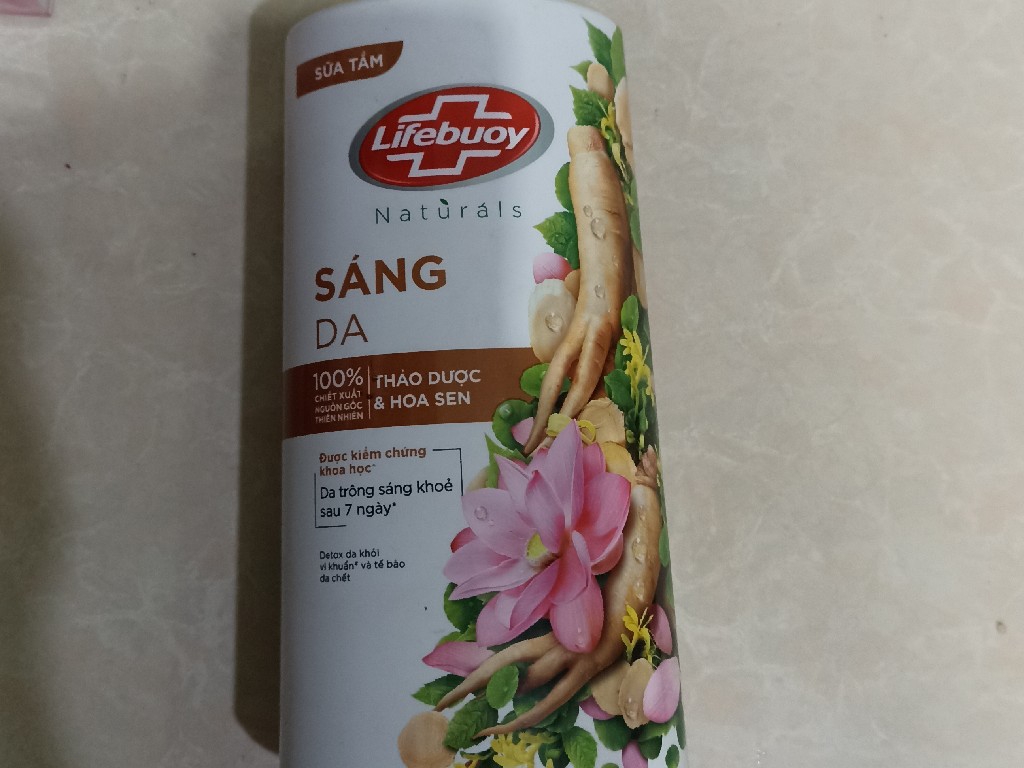 SỮA TẮM
Lifebuoy
Naturals
SÁNG
DA
100%
CHIẾT XUẤT
NGUỒN GỐC
THIÊN NHIÊN
THẢO DƯỢC
& HOA SEN
Được kiểm chứng
khoa học^
Da trông sáng khoẻ
sau 7 ngày*
Detox da khỏi
vi khuẩn# và tế bào
da chết